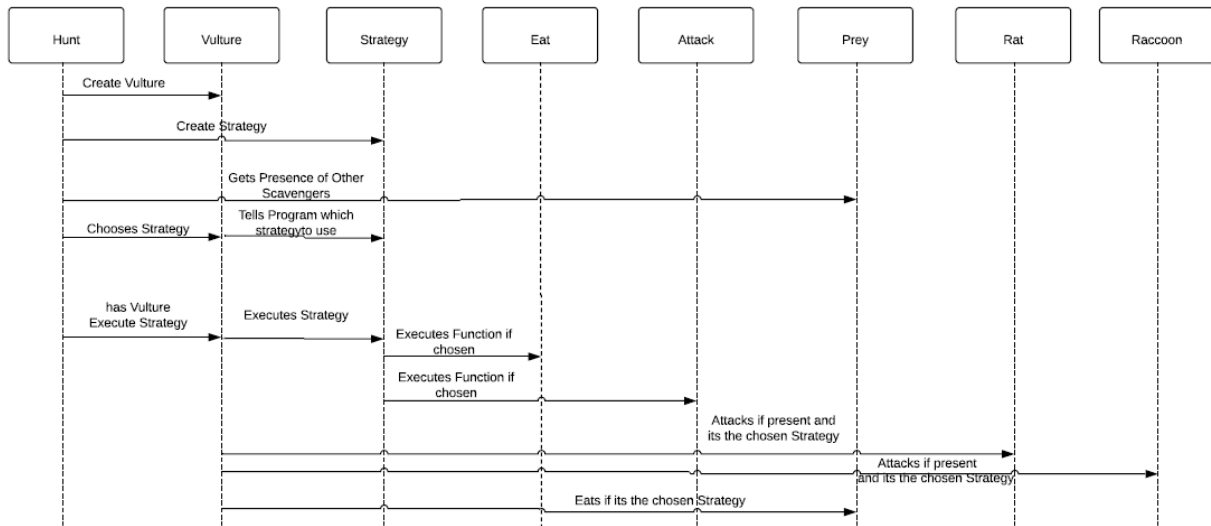 Hunt
Vulture
Strategy
Eat
Attack
Prey
Rat
Raccoon
Create Vulture
Create Strategy
Gets Presence of Other
Scavengers
Chooses Strategy
Tells Program which
strategyto use
has Vulture
Execute Strategy
Executes Strategy
Executes Function if
chosen
Executes Function if
chosen
Attacks if present and
its the chosen Strategy
Attacks if present
and its the chosen Strategy
Eats if its the chosen Strategy